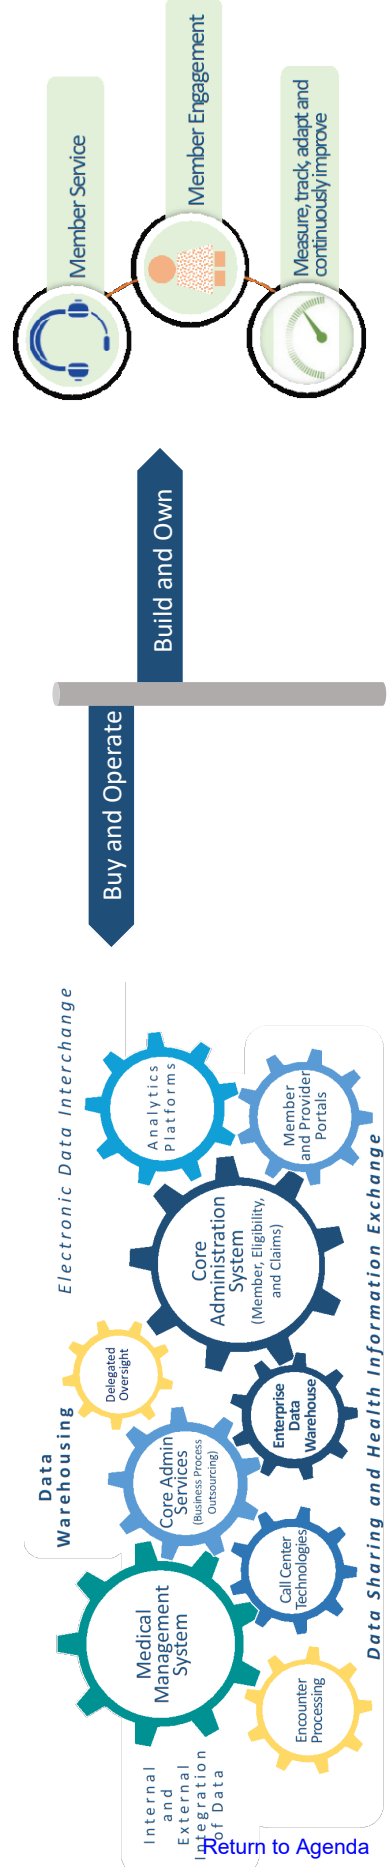 Internal
and
External
Integration
of Data
Data
Warehousing
Electronic Data Interchange
Medical
Management
System
Core Admin
Services
(Business Process
Outsourcing)
Delegated
Oversight
Core
Administration
System
(Member, Eligibility,
and Claims)
Analytics
Platforms
Encounter
Processing
Call Center
Technologies
Enterprise
Data
Warehouse
Member
and Provider
Portals
Data Sharing and Health Information Exchange
Buy and Operate
Build and Own
Member Service
Member Engagement
Measure, track, adapt and
continuously improve
Return to Agenda